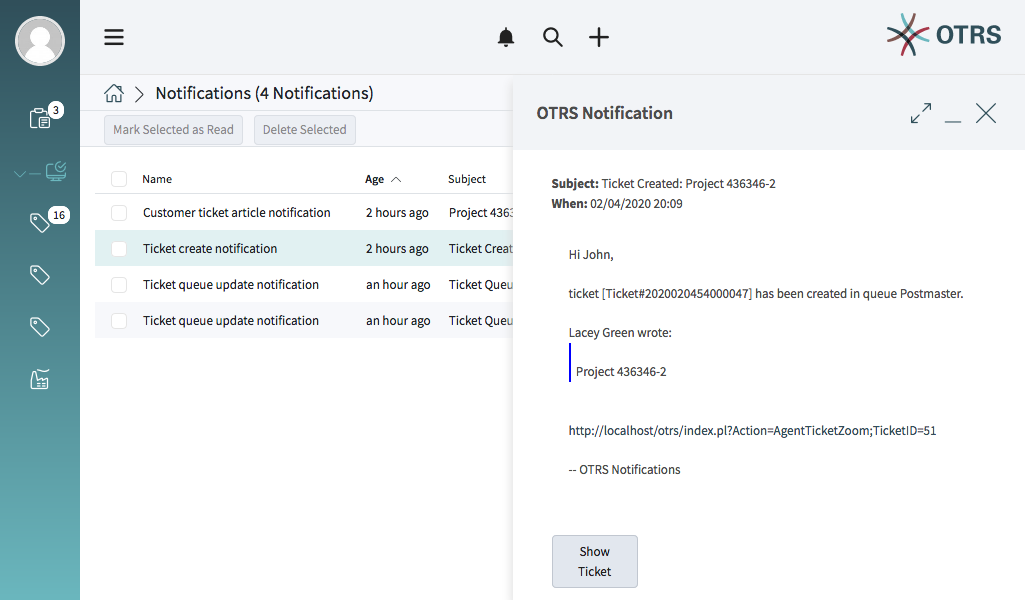 OTRS
3
16
Notifications (4 Notifications)
Mark Selected as Read
Delete Selected
Name Age Subject
Customer ticket article notification 2 hours ago Project 4363
Ticket create notification 2 hours ago Ticket Creat
Ticket queue update notification an hour ago Ticket Queu
Ticket queue update notification an hour ago Ticket Queu
OTRS Notification
Subject: Ticket Created: Project 436346-2
When: 02/04/2020 20:09
Hi John,
ticket [Ticket#2020020454000047] has been created in queue Postmaster.
Lacey Green wrote:
Project 436346-2
http://localhost/otrs/index.pl?Action=AgentTicketZoom;TicketID=51
-- OTRS Notifications
Show
Ticket